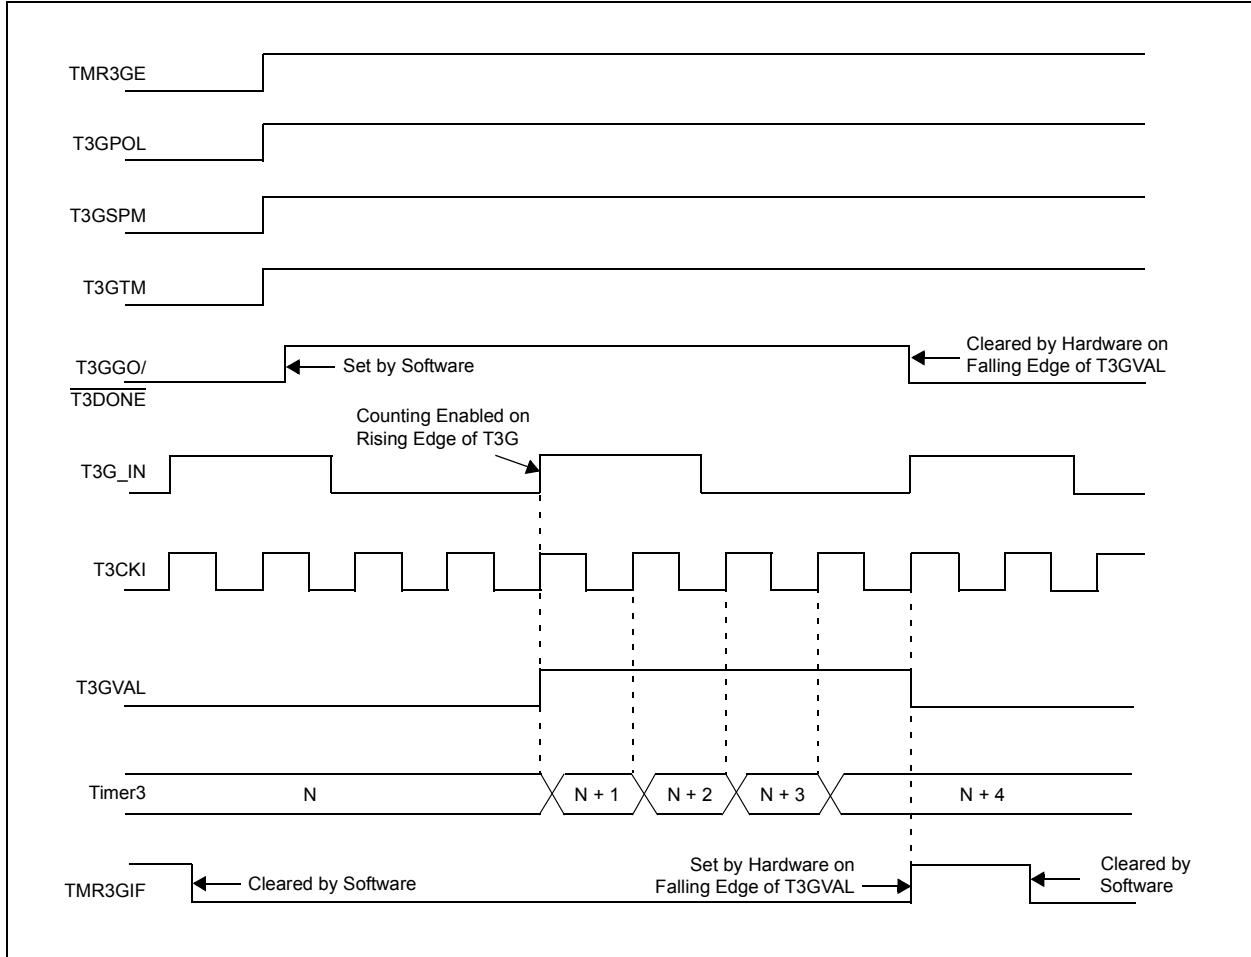 TMR3GE
T3GPOL
T3GSPM
T3GTM
T3GGO/
T3DONE
Set by Software
Cleared by Hardware on
Falling Edge of T3GVAL
Counting Enabled on
Rising Edge of T3G
T3G_IN
T3CKI
T3GVAL
Timer3
N
N + 1
N + 2
N + 3
N + 4
TMR3GIF
Cleared by Software
Set by Hardware on
Falling Edge of T3GVAL
Cleared by
Software